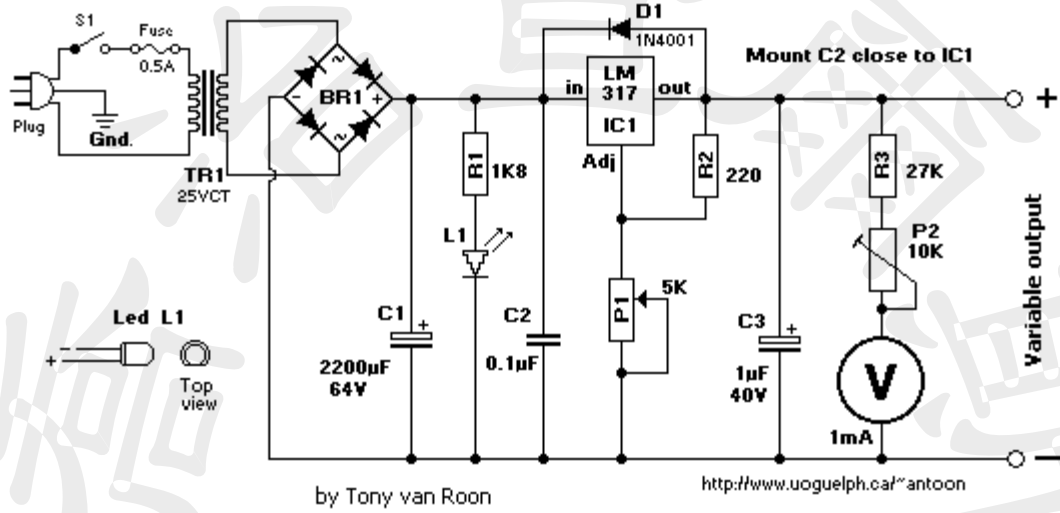 S1
Fuse
0.5A
Plug
Gnd.
TR1
25VCT
~
BR1
-
+
~
D1
1N4001
Mount C2 close to IC1
in
LM
317
out
IC1
Adj
R1
1K8
L1
R2
220
R3
27K
P2
10K
P1
5K
C1
+
2200µF
64V
C2
0.1µF
C3
+
1µF
40V
V
1mA
+
Variable output
-
Led L1
-
+
Top
view
by Tony van Roon
http://www.uoguelph.ca/~antoon